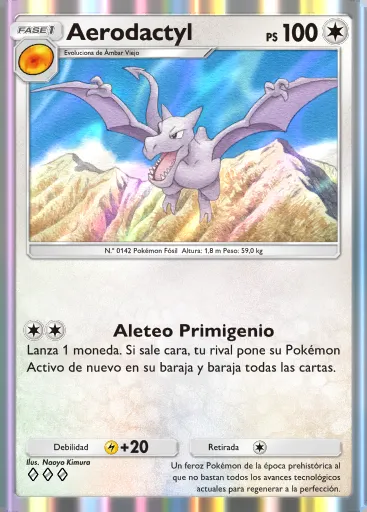 FASE 1
Aerodactyl
PS 100
Evoluciona de Ámbar Viejo
N.° 0142 Pokémon Fósil Altura: 1.8 m Peso: 59,0 kg
Aleteo Primigenio
Lanza 1 moneda. Si sale cara, tu rival pone su Pokémon
Activo de nuevo en su baraja y baraja todas las cartas.
Debilidad +20 Retirada
Ilus. Naoyo Kimura
Un feroz Pokémon de la época prehistórica al
que no bastan todos los avances tecnológicos
actuales para regenerar a la perfección.